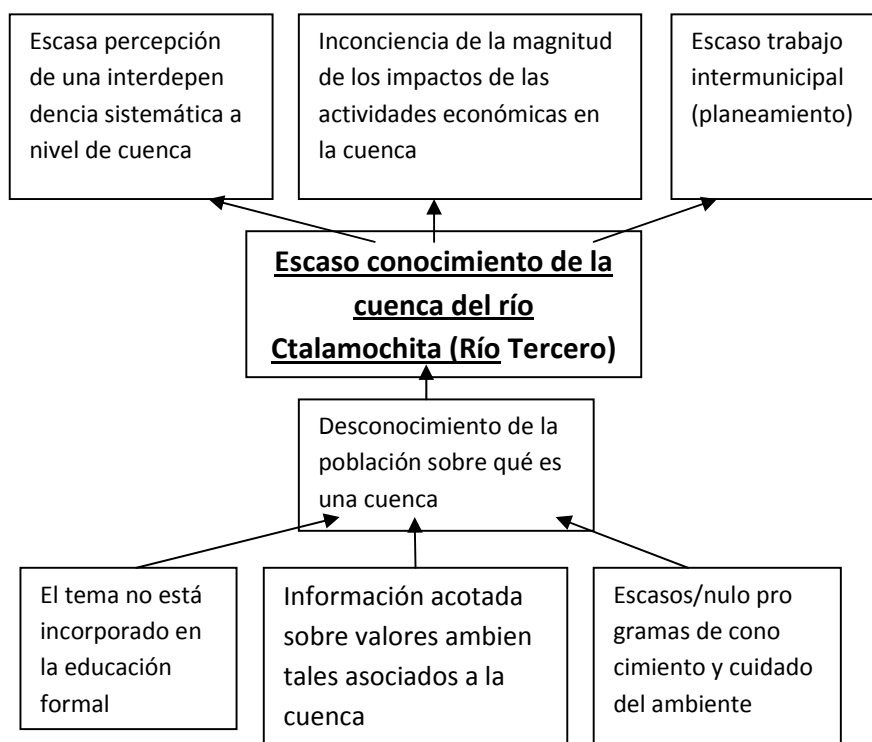 Escasa percepción
de una interdepen
dencia sistemática a
nivel de cuenca
Inconciencia de la magnitud
de los impactos de las
actividades económicas en
la cuenca
Escaso trabajo
intermunicipal
(planeamiento)
Escaso conocimiento de la
cuenca del río
Ctalamochita (Río Tercero)
Desconocimiento de la
población sobre qué es
una cuenca
El tema no está
incorporado en
la educación
formal
Información acotada
sobre valores ambien
tales asociados a la
cuenca
Escasos/nulo pro
gramas de cono
cimiento y cuidado
del ambiente